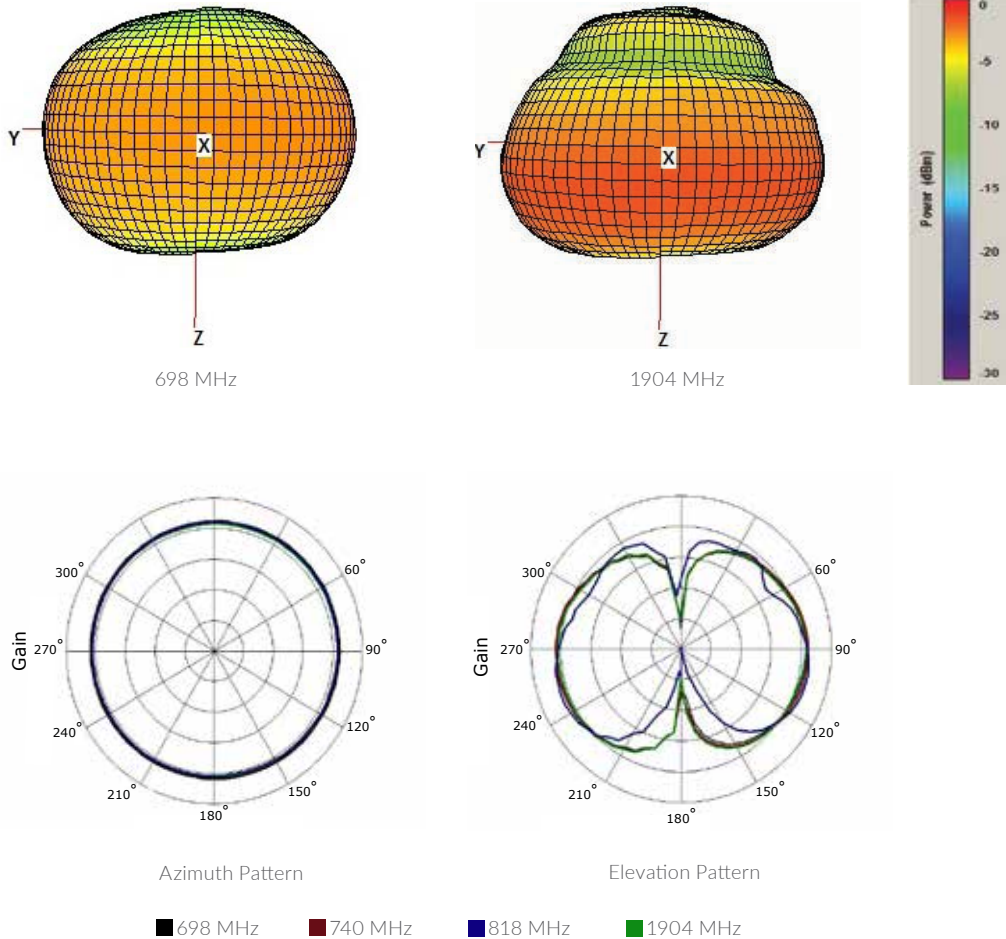 Y
X
Z
698 MHz
Y
X
Z
1904 MHz
Power (dBm)
0
-5
-10
-15
-20
-25
-30
Gain
300°
60°
270°
90°
240°
120°
210°
150°
180°
Azimuth Pattern
Gain
300°
60°
270°
90°
240°
120°
210°
150°
180°
Elevation Pattern
698 MHz
740 MHz
818 MHz
1904 MHz